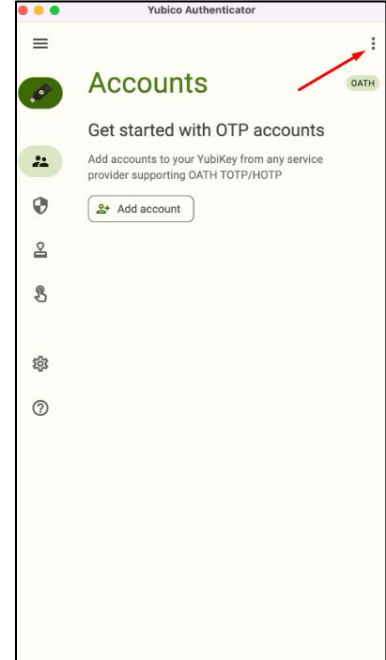 Yubico Authenticator
Accounts
OATH
Get started with OTP accounts
Add accounts to your YubiKey from any service
provider supporting OATH TOTP/HOTP
Add account